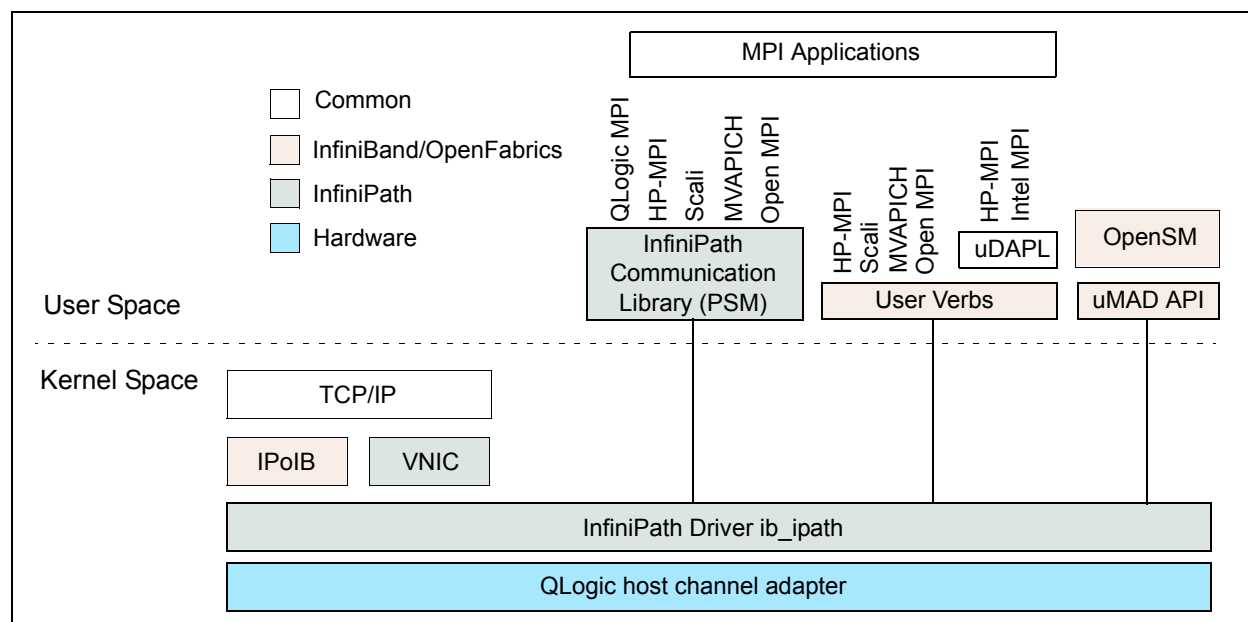 MPI Applications
Common
InfiniBand/OpenFabrics
InfiniPath
Hardware
QLogic MPI
HP-MPI
Scali
MVAPICH
Open MPI
HP-MPI
Scali
MVAPICH
Open MPI
HP-MPI
Intel MPI
InfiniPath
Communication
Library (PSM)
uDAPL
User Verbs
OpenSM
uMAD API
User Space
Kernel Space
TCP/IP
IPoIB
VNIC
InfiniPath Driver ib_ipath
QLogic host channel adapter